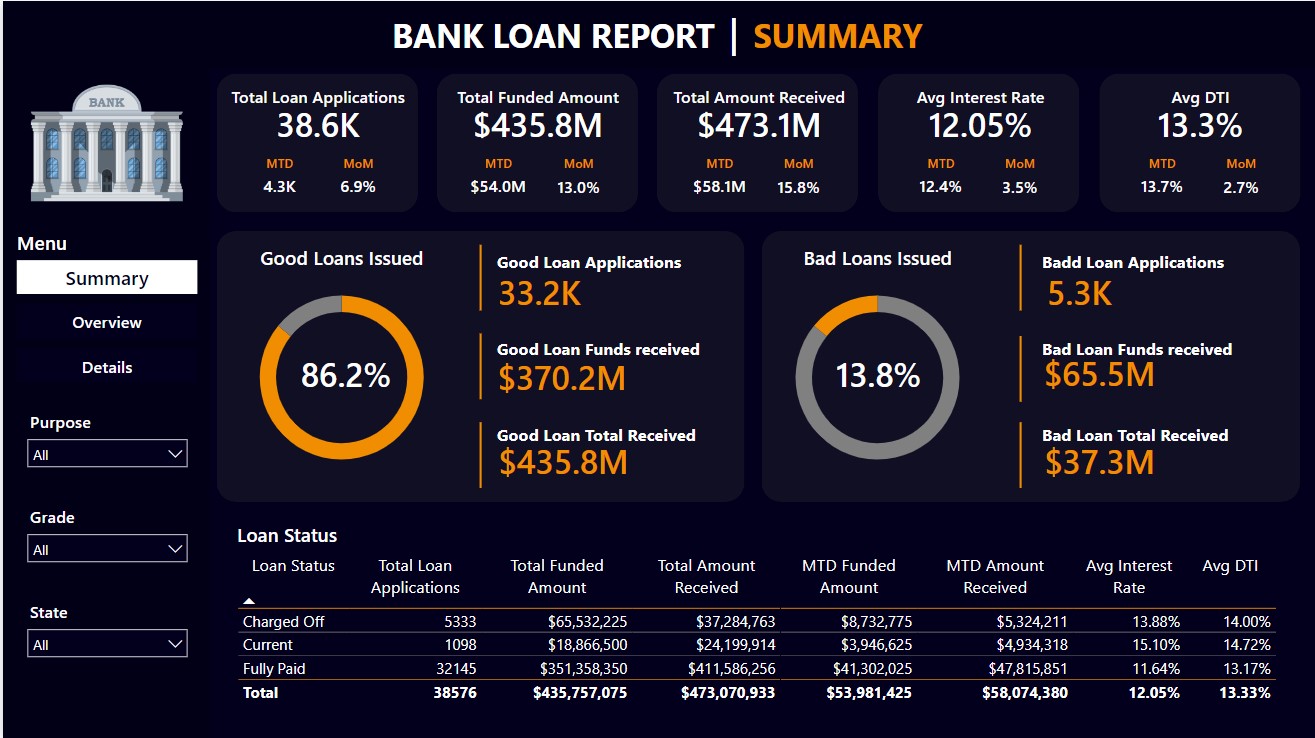 BANK LOAN REPORT | SUMMARY
BANK
Total Loan Applications
38.6K
MTD MoM
4.3K 6.9%
Total Funded Amount
$435.8M
MTD MoM
$54.0M 13.0%
Total Amount Received
$473.1M
MTD MoM
$58.1M 15.8%
Avg Interest Rate
12.05%
MTD MoM
12.4% 3.5%
Avg DTI
13.3%
MTD MoM
13.7% 2.7%
Menu
Summary
Overview
Details
Purpose
All
Grade
All
State
All
Good Loans Issued
86.2%
Good Loan Applications
33.2K
Good Loan Funds received
$370.2M
Good Loan Total Received
$435.8M
Bad Loans Issued
13.8%
Badd Loan Applications
5.3K
Bad Loan Funds received
$65.5M
Bad Loan Total Received
$37.3M
Loan Status
Loan Status Total Loan Total Funded Total Amount MTD Funded MTD Amount Avg Interest Avg DTI
Applications Amount Received Amount Received Rate
Charged Off 5333 $65,532,225 $37,284,763 $8,732,775 $5,324,211 13.88% 14.00%
Current 1098 $18,866,500 $24,199,914 $3,946,625 $4,934,318 15.10% 14.72%
Fully Paid 32145 $351,358,350 $411,586,256 $41,302,025 $47,815,851 11.64% 13.17%
Total 38576 $435,757,075 $473,070,933 $53,981,425 $58,074,380 12.05% 13.33%